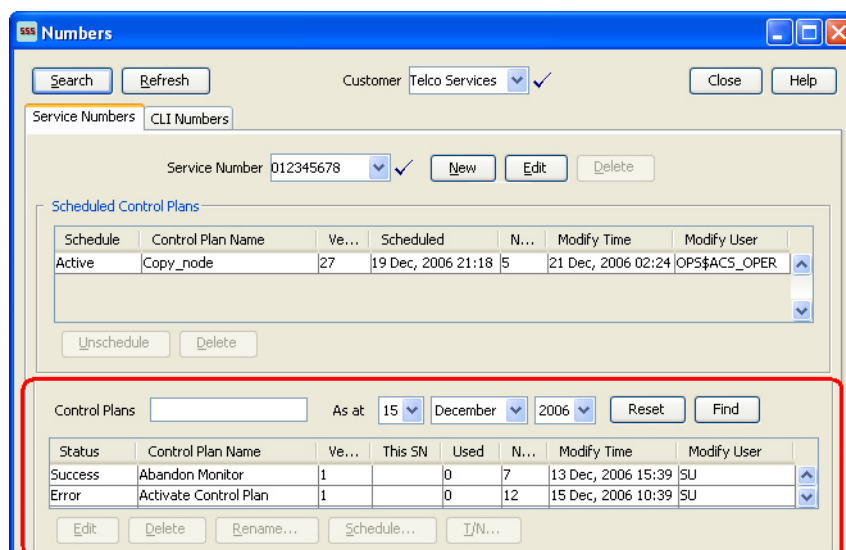 SSS Numbers
Search Refresh Customer Telco Services Close Help
Service Numbers CLI Numbers
Service Number 012345678 New Edit Delete
Scheduled Control Plans
Schedule Control Plan Name Ve... Scheduled N... Modify Time Modify User
Active Copy_node 27 19 Dec, 2006 21:18 5 21 Dec, 2006 02:24 OPS$ACS_OPER
Unschedule Delete
Control Plans As at 15 December 2006 Reset Find
Status Control Plan Name Ve... This SN Used N... Modify Time Modify User
Success Abandon Monitor 1 0 7 13 Dec, 2006 15:39 SU
Error Activate Control Plan 1 0 12 15 Dec, 2006 10:39 SU
Edit Delete Rename... Schedule... T/N...